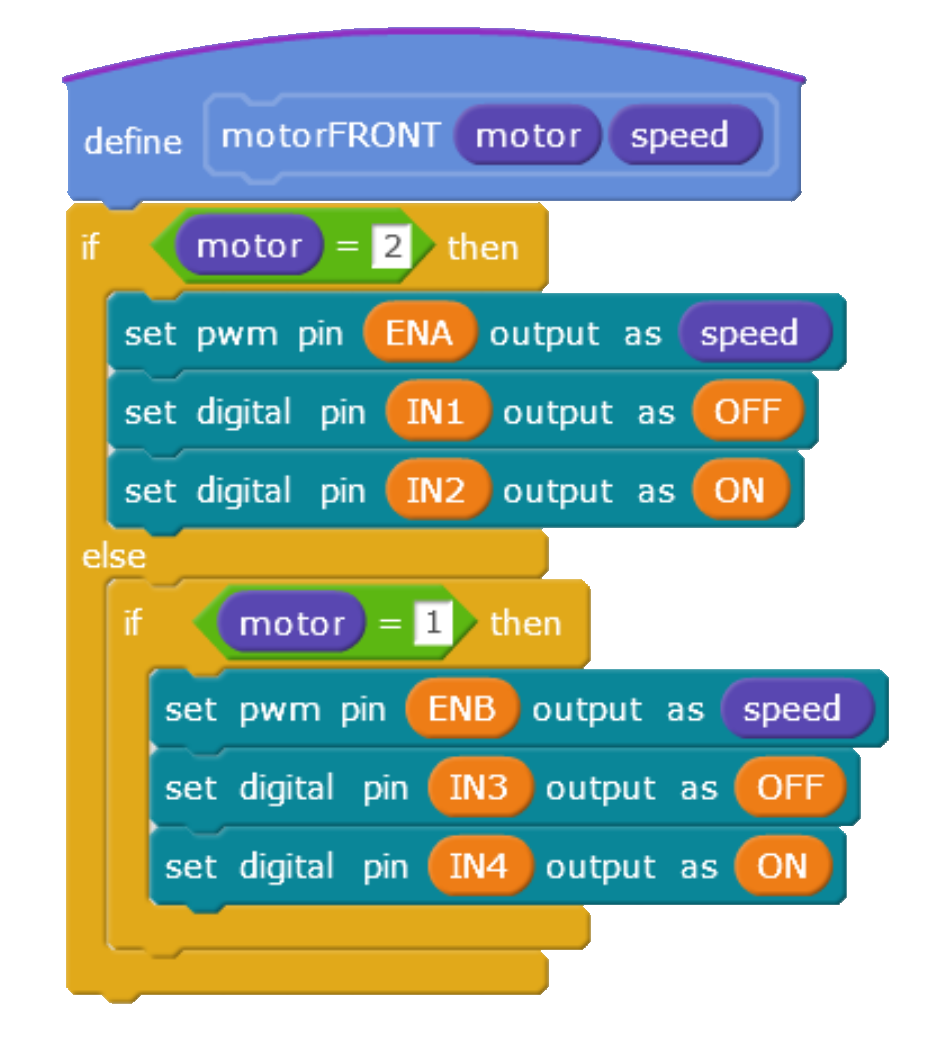 define motorFRONT motor speed
if motor = 2 then
set pwm pin ENA output as speed
set digital pin IN1 output as OFF
set digital pin IN2 output as ON
else
if motor = 1 then
set pwm pin ENB output as speed
set digital pin IN3 output as OFF
set digital pin IN4 output as ON